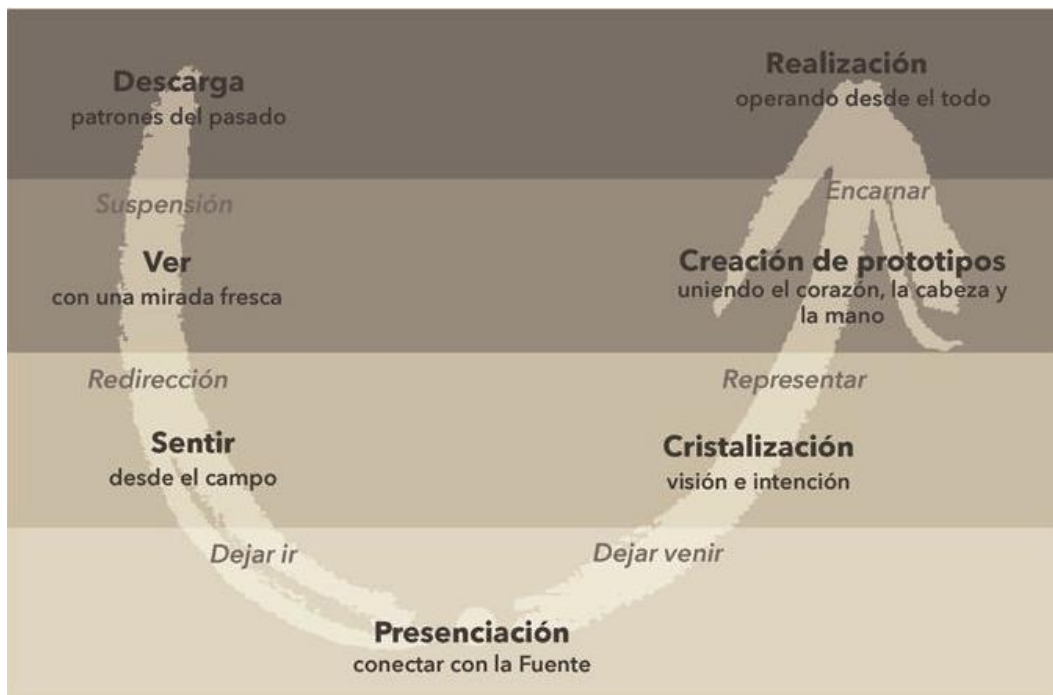 Descarga
patrones del pasado
Suspensión
Ver
con una mirada fresca
Redirección
Sentir
desde el campo
Dejar ir
Presenciación
conectar con la Fuente
Dejar venir
Cristalización
visión e intención
Representar
Creación de prototipos
uniendo el corazón, la cabeza y
la mano
Encarnar
Realización
operando desde el todo